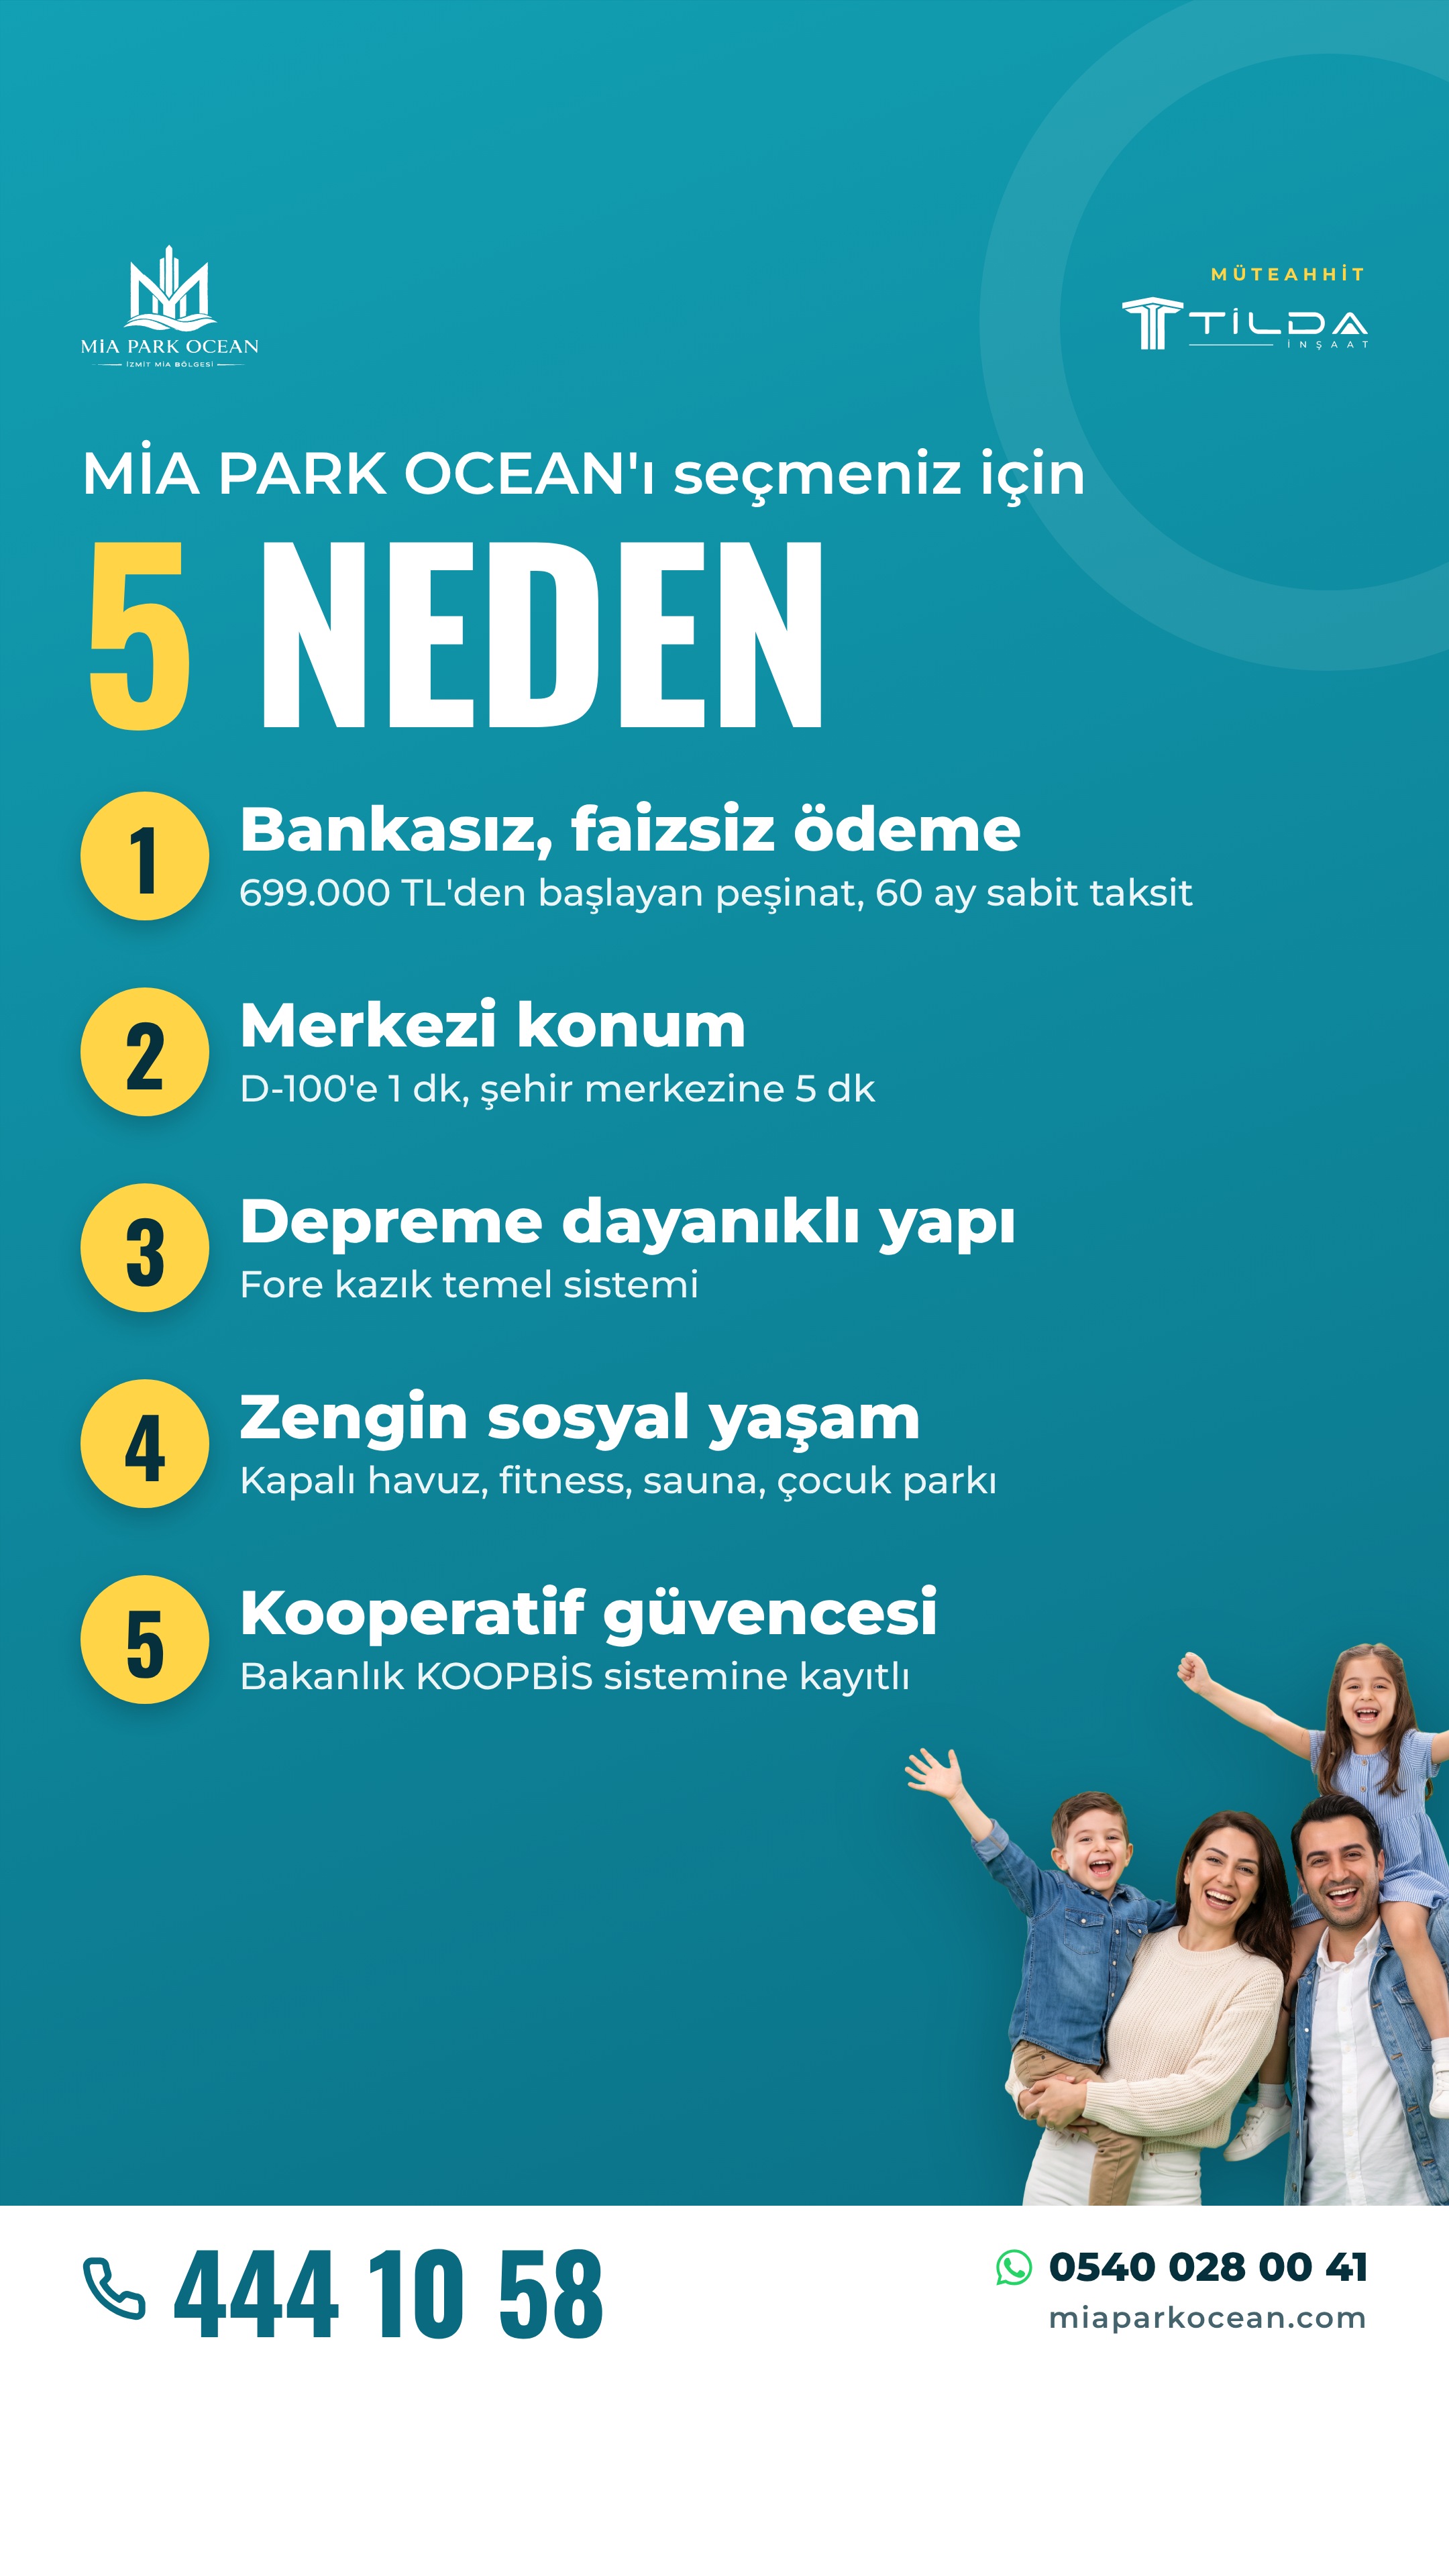 MİA PARK OCEAN
İZMİT MİA BÖLGESİ
MÜTEAHHİT
TİLDA
İNŞAAT
MİA PARK OCEAN'ı seçmeniz için
5 NEDEN
1
Bankasız, faizsiz ödeme
699.000 TL'den başlayan peşinat, 60 ay sabit taksit
2
Merkezi konum
D-100'e 1 dk, şehir merkezine 5 dk
3
Depreme dayanıklı yapı
Fore kazık temel sistemi
4
Zengin sosyal yaşam
Kapalı havuz, fitness, sauna, çocuk parkı
5
Kooperatif güvencesi
Bakanlık KOOPBİS sistemine kayıtlı
444 10 58
0540 028 00 41
miaparkocean.com